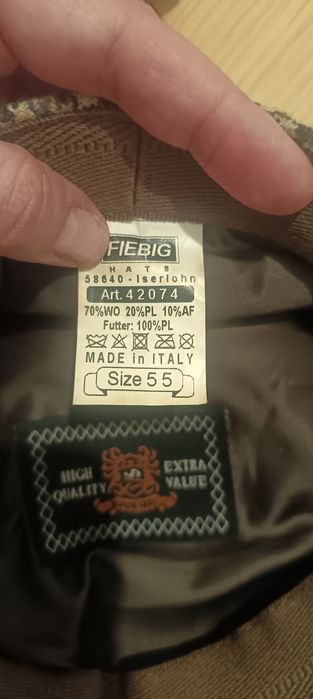 FIEBIG
HATS
58640 - Iserlohn
Art. 42074
70%WO 20%PL 10%AF
Futter: 100%PL
MADE in ITALY
Size 55
HIGH QUALITY
EXTRA VALUE